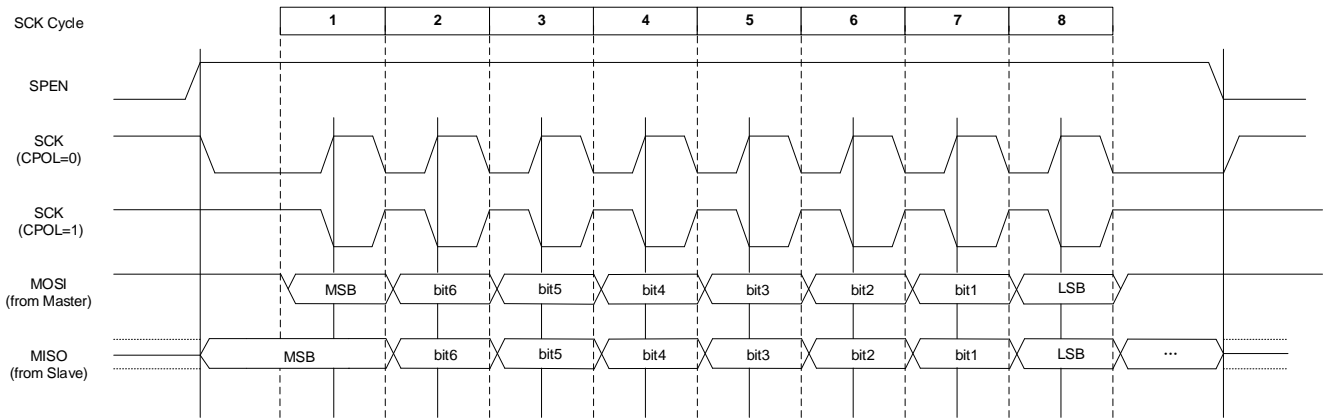 SCK Cycle 1 2 3 4 5 6 7 8
SPEN
SCK
(CPOL=0)
SCK
(CPOL=1)
MOSI
(from Master)
MSB bit6 bit5 bit4 bit3 bit2 bit1 LSB
MISO
(from Slave)
MSB bit6 bit5 bit4 bit3 bit2 bit1 LSB ...